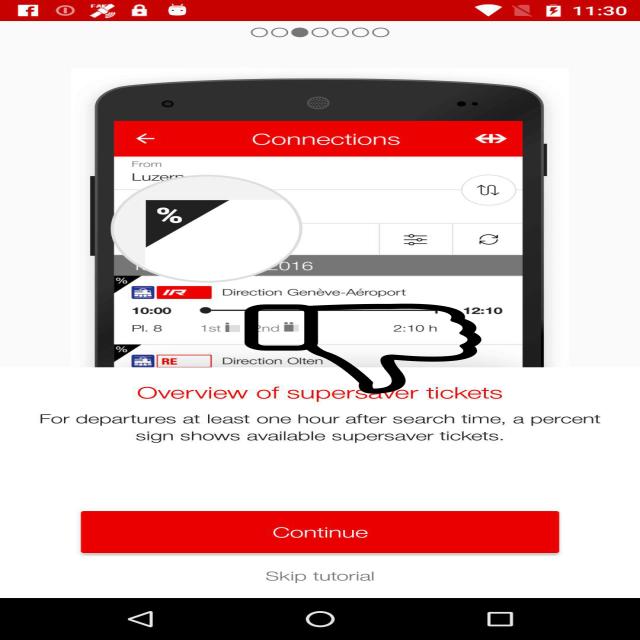 FAKE
11:30
Connections
From
Luzern
%
2016
%
IR Direction Genève-Aéroport
10:00 12:10
Pl. 8 1st 2nd 2:10 h
%
RE Direction Olten
Overview of supersaver tickets
For departures at least one hour after search time, a percent
sign shows available supersaver tickets.
Continue
Skip tutorial